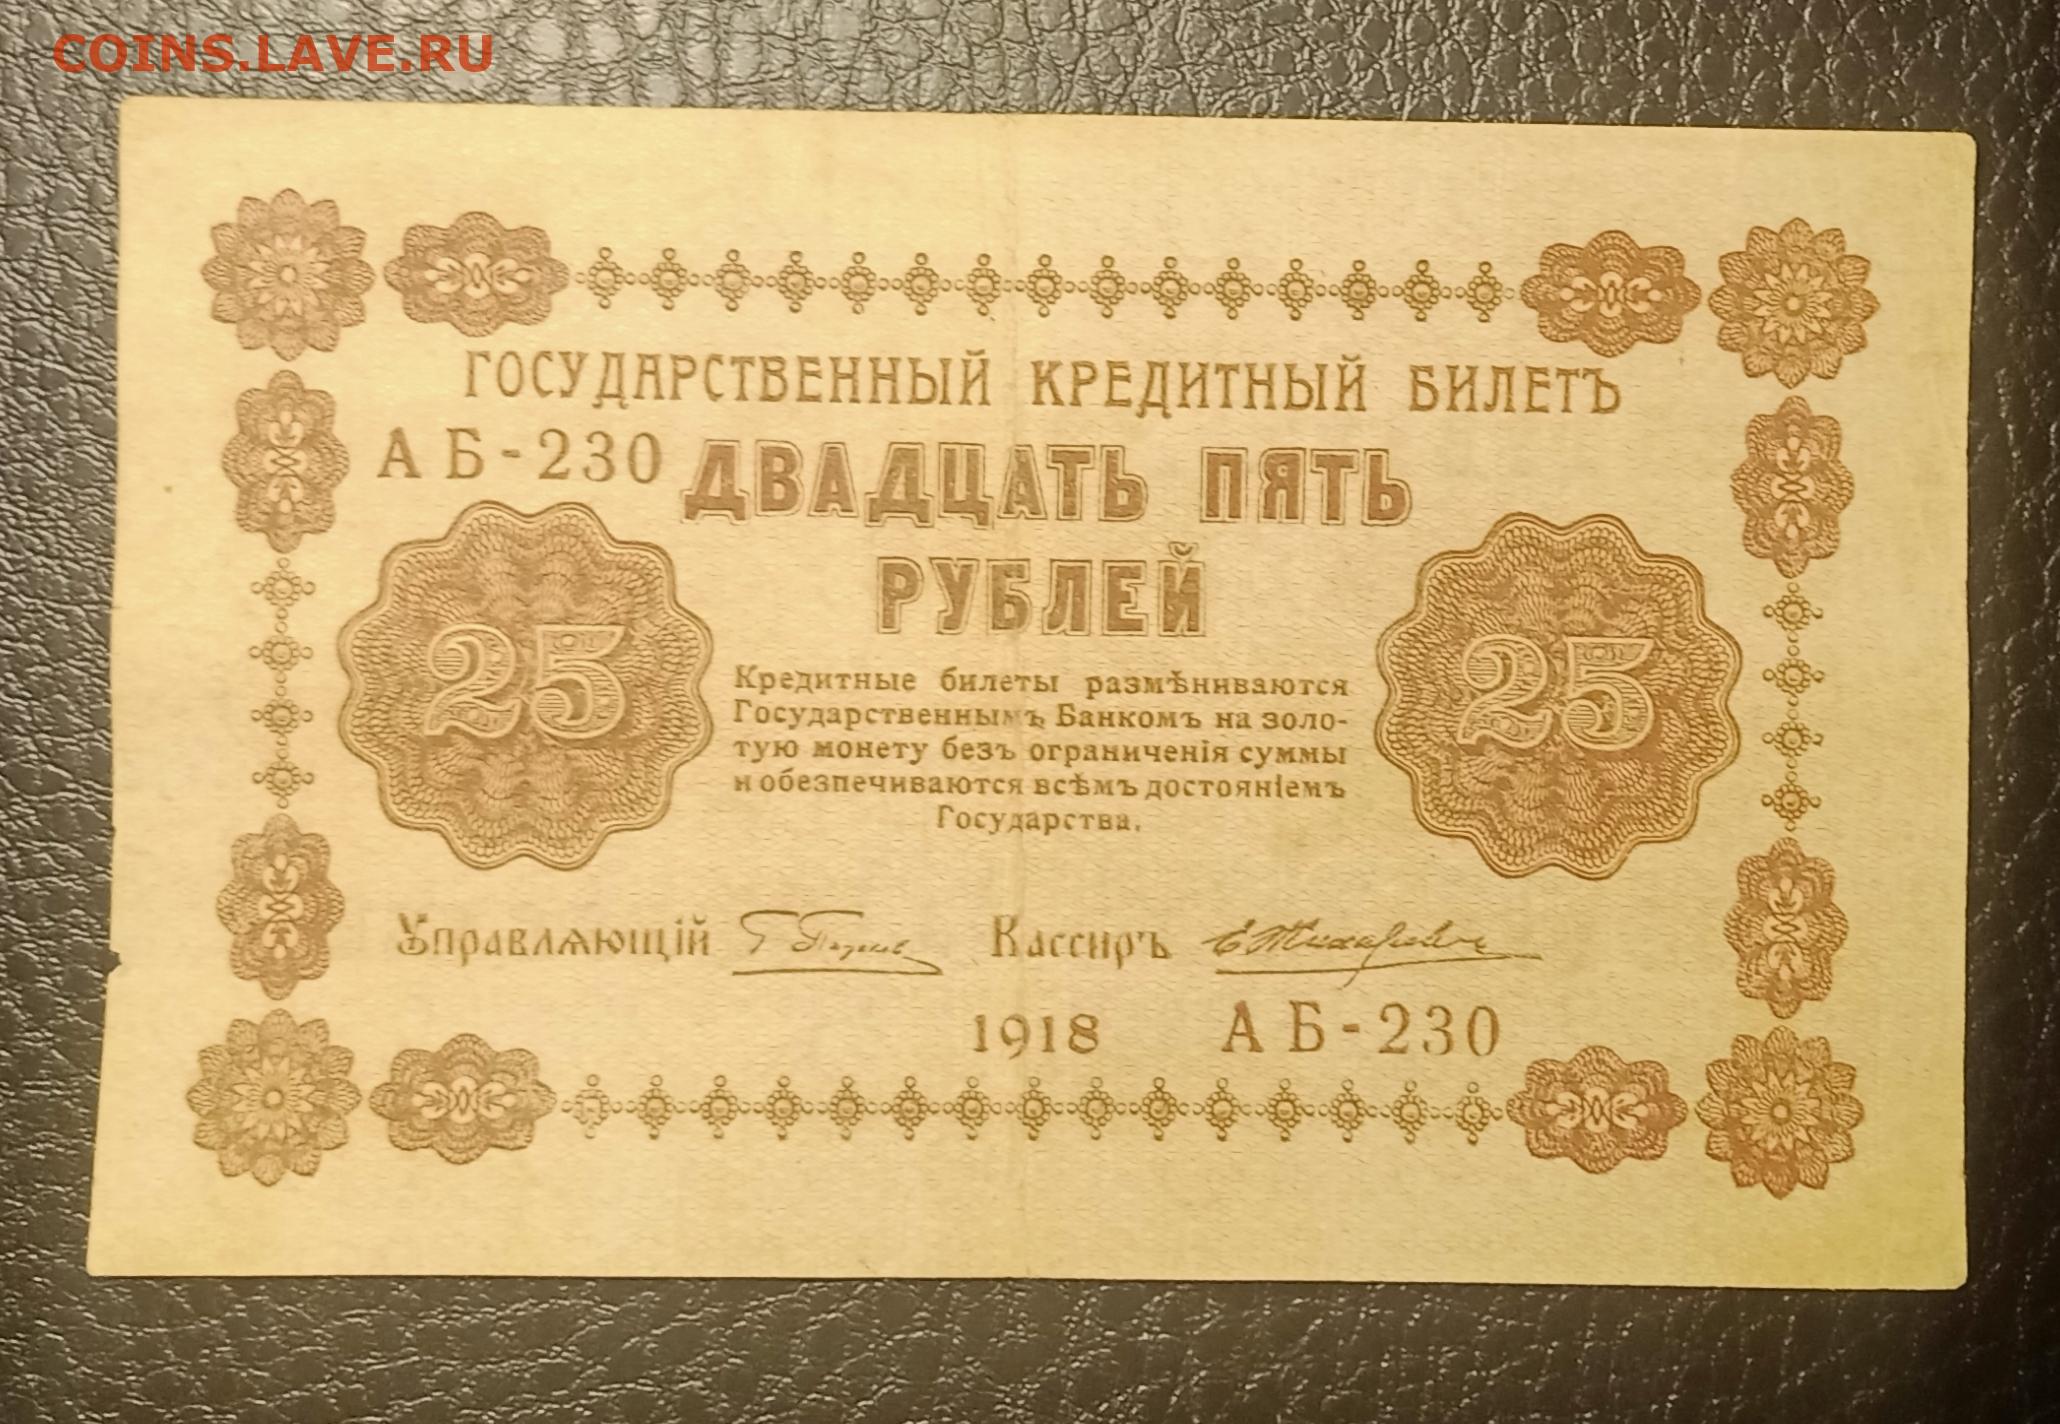 COINS.LAVE.RU
ГОСУДАРСТВЕННЫЙ КРЕДИТНЫЙ БИЛЕТЪ
АБ-230
ДВАДЦАТЬ ПЯТЬ
РУБЛЕЙ
25
25
Кредитные билеты размѣниваются
Государственнымъ Банкомъ на золо-
тую монету безъ ограниченія суммы
и обезпечиваются всѣмъ достояніемъ
Государства.
Управляющій Кассиръ
1918 АБ-230